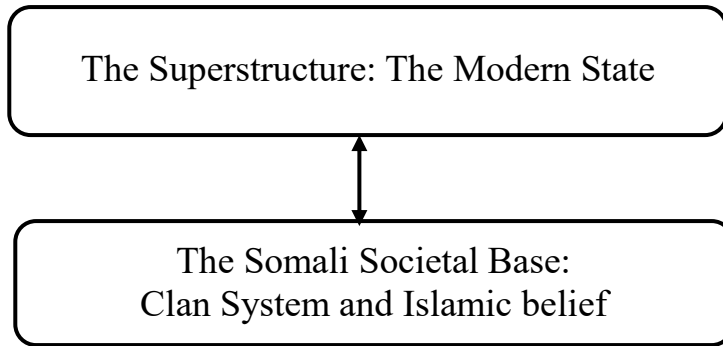 The Superstructure: The Modern State
The Somali Societal Base:
Clan System and Islamic belief